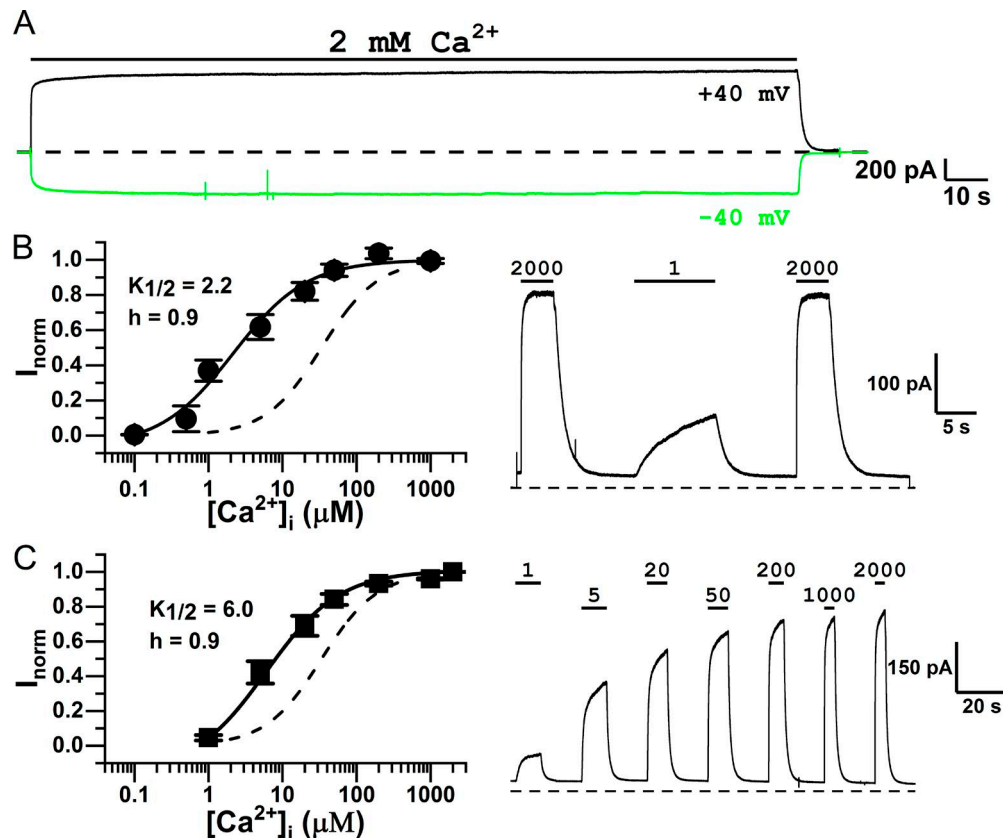 A
2 mM Ca2+
+40 mV
200 pA
10 s
-40 mV
B
1.0
0.8
0.6
0.4
0.2
0.0
Inorm
K1/2 = 2.2
h = 0.9
0.1 1 10 100 1000
[Ca2+]i (μM)
2000 1 2000
100 pA
5 s
C
1.0
0.8
0.6
0.4
0.2
0.0
Inorm
K1/2 = 6.0
h = 0.9
0.1 1 10 100 1000
[Ca2+]i (μM)
1 20 200 2000
5 50 1000
150 pA
20 s